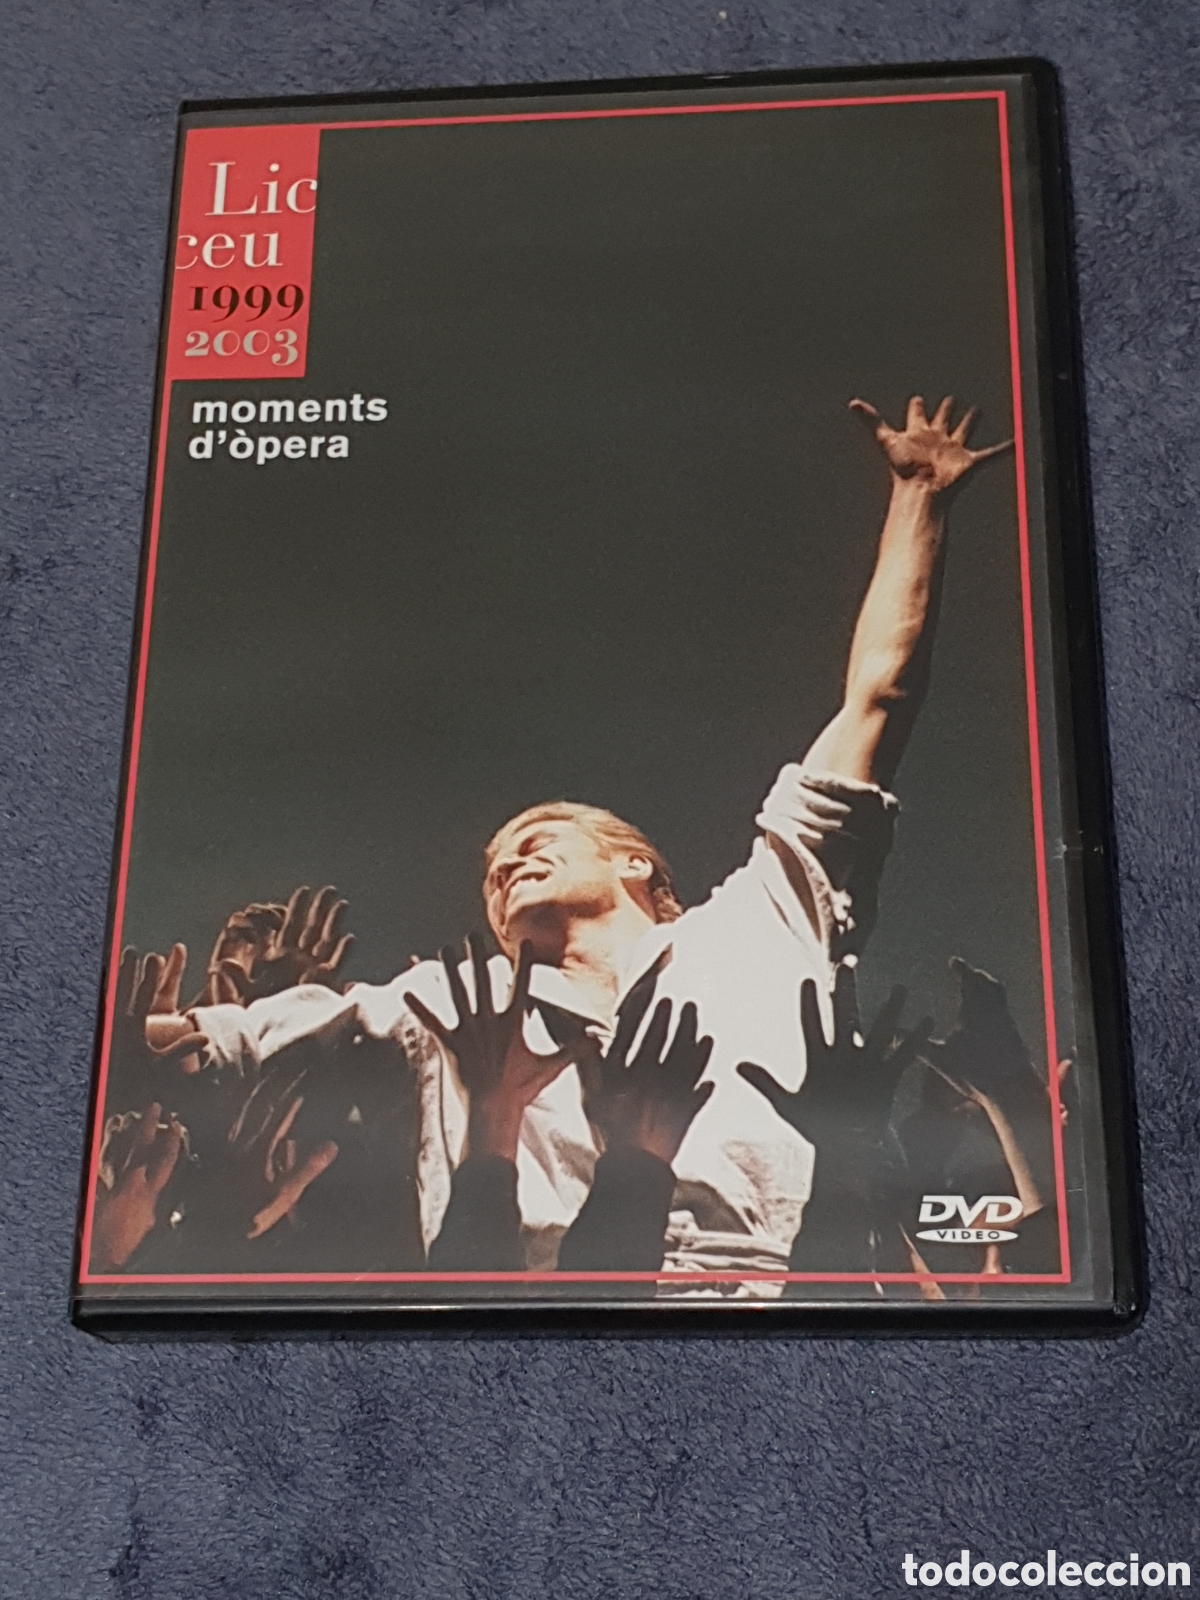 Lic
ceu
1999
2003
moments
d'òpera
DVD
VIDEO
todocoleccion